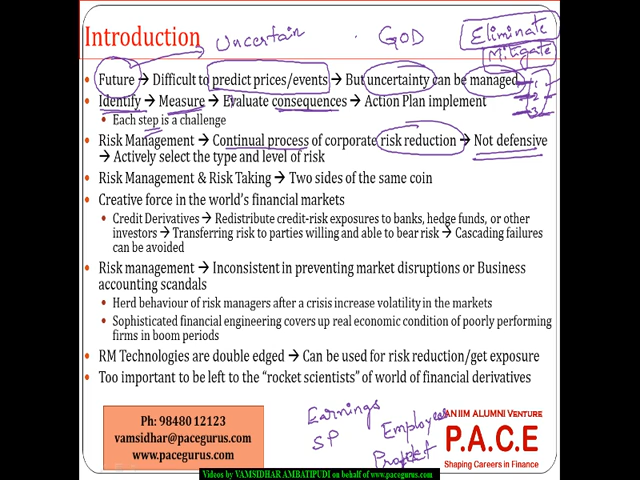 Introduction
Uncertain
GOD
Eliminate
Mitigate
• Future → Difficult to predict prices/events → But uncertainty can be managed
1
2
3
• Identify → Measure → Evaluate consequences → Action Plan implement
• Each step is a challenge
• Risk Management → Continual process of corporate risk reduction → Not defensive
→ Actively select the type and level of risk
• Risk Management & Risk Taking → Two sides of the same coin
• Creative force in the world's financial markets
• Credit Derivatives → Redistribute credit-risk exposures to banks, hedge funds, or other
investors → Transferring risk to parties willing and able to bear risk → Cascading failures
can be avoided
• Risk management → Inconsistent in preventing market disruptions or Business
accounting scandals
• Herd behaviour of risk managers after a crisis increase volatility in the markets
• Sophisticated financial engineering covers up real economic condition of poorly performing
firms in boom periods
• RM Technologies are double edged → Can be used for risk reduction/get exposure
• Too important to be left to the "rocket scientists" of world of financial derivatives
Earnings
SP
Employees
Project
Ph: 98480 12123
vamsidhar@pacegurus.com
www.pacegurus.com
AN IIM ALUMNI VENTURE
P.A.C.E
Shaping Careers in Finance
Videos by VAMSIDHAR AMBATIPUDI on behalf of www.pacegurus.com